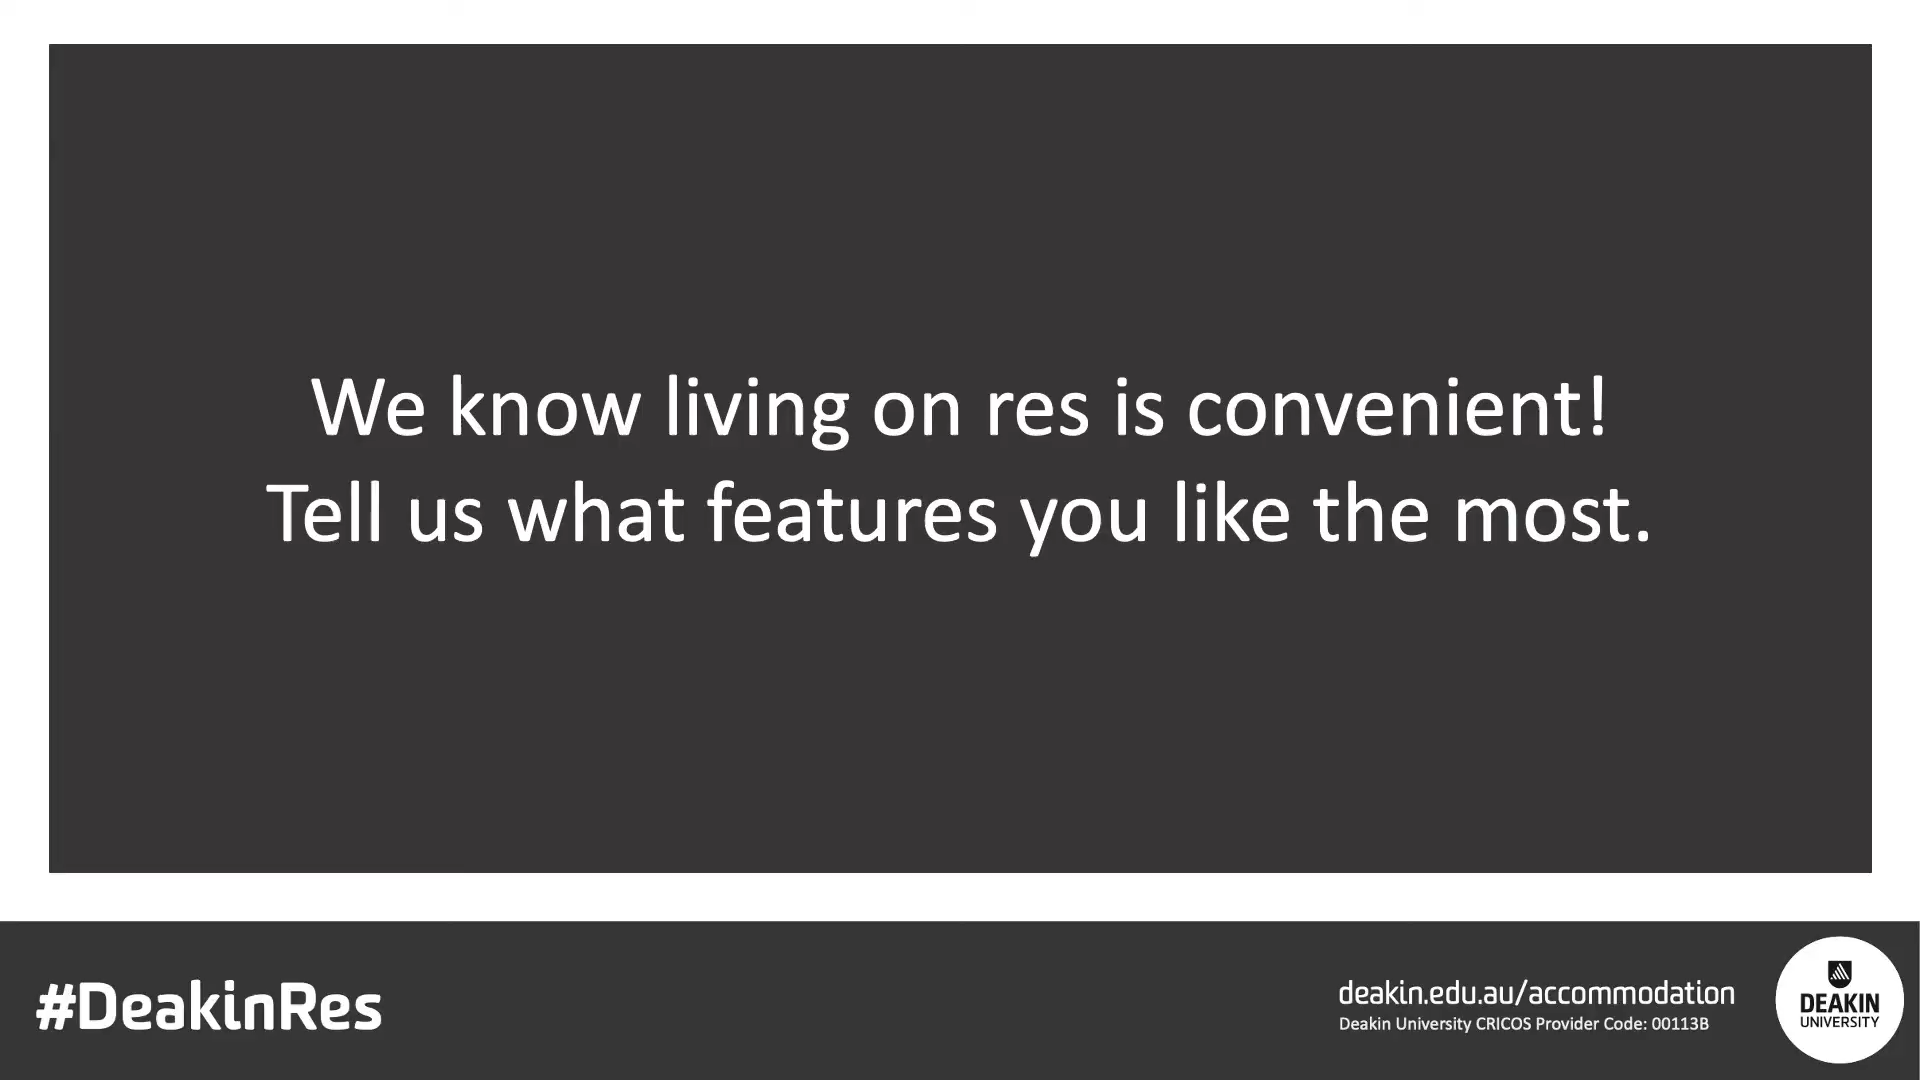 We know living on res is convenient!
Tell us what features you like the most.
#DeakinRes
deakin.edu.au/accommodation
Deakin University CRICOS Provider Code: 00113B
DEAKIN
UNIVERSITY